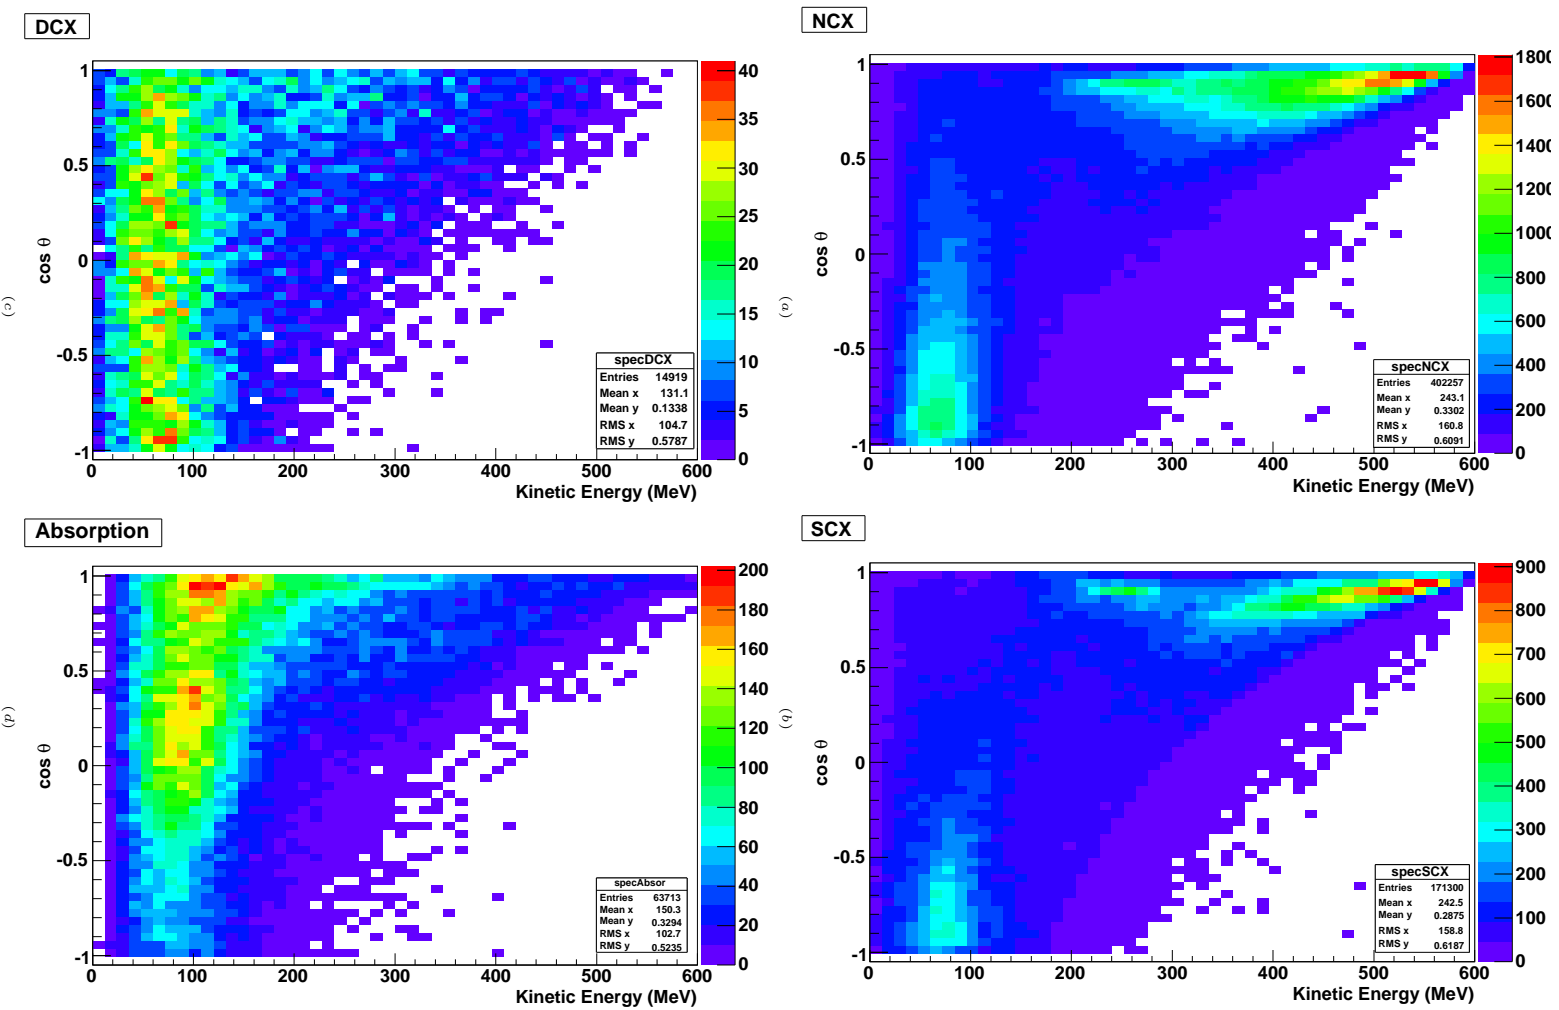 DCX
1
0.5
0
-0.5
-1
cos θ
0 100 200 300 400 500 600
Kinetic Energy (MeV)
40
35
30
25
20
15
10
5
0
specDCX
Entries 14919
Mean x 131.1
Mean y 0.1338
RMS x 104.7
RMS y 0.5787
(c)
NCX
1
0.5
0
-0.5
-1
cos θ
0 100 200 300 400 500 600
Kinetic Energy (MeV)
1800
1600
1400
1200
1000
800
600
400
200
0
specNCX
Entries 402257
Mean x 243.1
Mean y 0.3302
RMS x 160.8
RMS y 0.6091
(a)
Absorption
1
0.5
0
-0.5
-1
cos θ
0 100 200 300 400 500 600
Kinetic Energy (MeV)
200
180
160
140
120
100
80
60
40
20
0
specAbsor
Entries 63713
Mean x 150.3
Mean y 0.3294
RMS x 102.7
RMS y 0.5235
(d)
SCX
1
0.5
0
-0.5
-1
cos θ
0 100 200 300 400 500 600
Kinetic Energy (MeV)
900
800
700
600
500
400
300
200
100
0
specSCX
Entries 171300
Mean x 242.5
Mean y 0.2875
RMS x 158.8
RMS y 0.6187
(b)